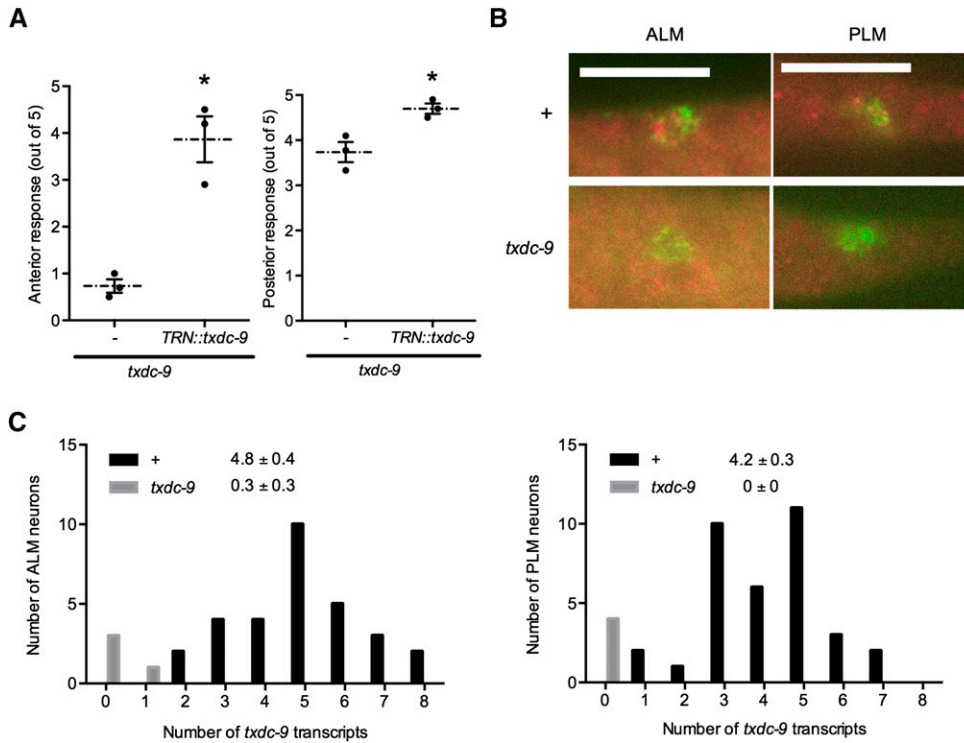 A
Anterior response (out of 5)
5
4
3
2
1
0
*
-
TRN::txdc-9
txdc-9
Posterior response (out of 5)
5
4
3
2
1
0
*
-
TRN::txdc-9
txdc-9
B
ALM
PLM
+
txdc-9
C
Number of ALM neurons
15
10
5
0
+ 4.8 ± 0.4
txdc-9 0.3 ± 0.3
0 1 2 3 4 5 6 7 8
Number of txdc-9 transcripts
Number of PLM neurons
15
10
5
0
+ 4.2 ± 0.3
txdc-9 0 ± 0
0 1 2 3 4 5 6 7 8
Number of txdc-9 transcripts